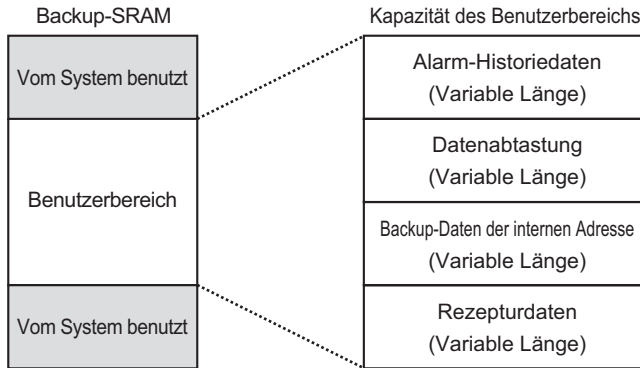 Backup-SRAM
Vom System benutzt
Benutzerbereich
Vom System benutzt
Kapazität des Benutzerbereichs
Alarm-Historiedaten
(Variable Länge)
Datenabtastung
(Variable Länge)
Backup-Daten der internen Adresse
(Variable Länge)
Rezepturdaten
(Variable Länge)